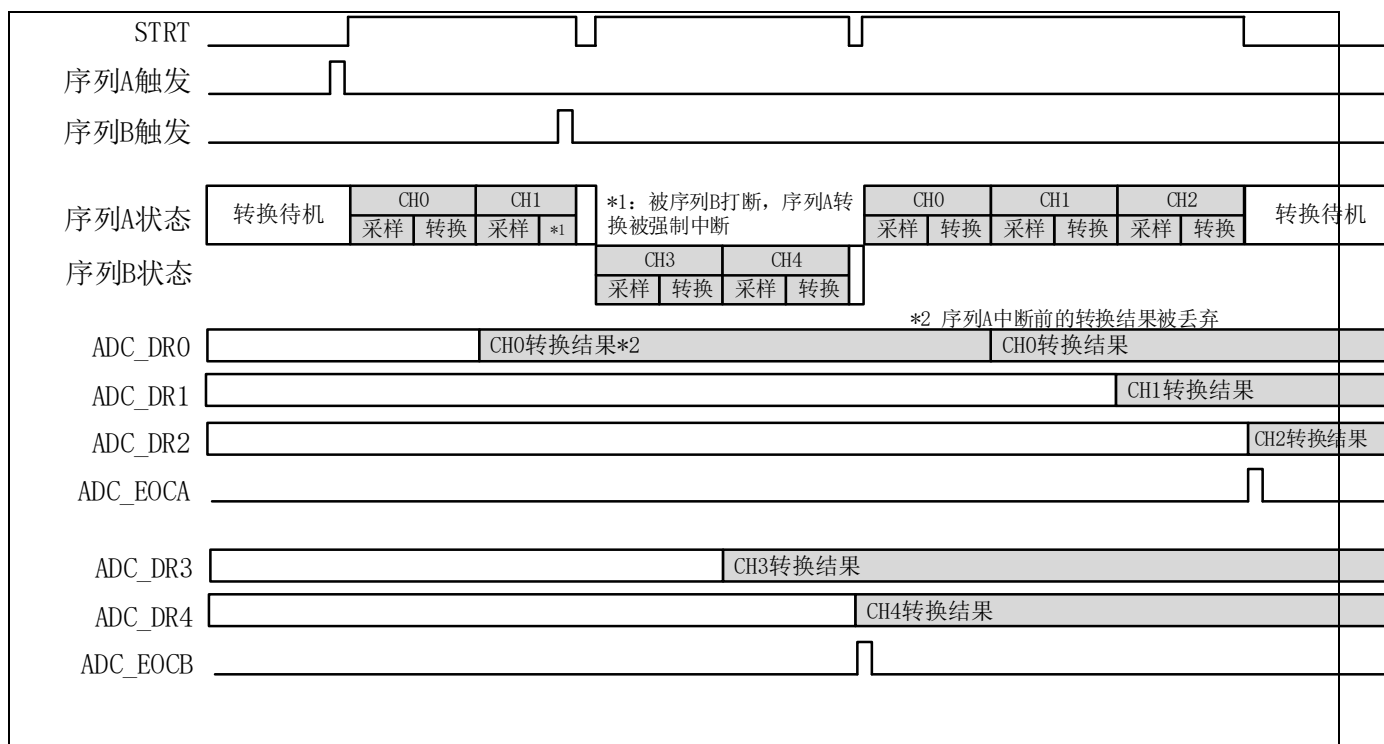 STRT
序列A触发
序列B触发
序列A状态
转换待机
CH0
CH1
采样 转换 采样 *1
*1: 被序列B打断, 序列A转
换被强制中断
CH0
CH1
CH2
采样 转换 采样 转换 采样 转换
转换待机
序列B状态
CH3
CH4
采样 转换 采样 转换
*2 序列A中断前的转换结果被丢弃
ADC_DR0
CH0转换结果*2
CH0转换结果
ADC_DR1
CH1转换结果
ADC_DR2
CH2转换结果
ADC_EOCA
ADC_DR3
CH3转换结果
ADC_DR4
CH4转换结果
ADC_EOCB